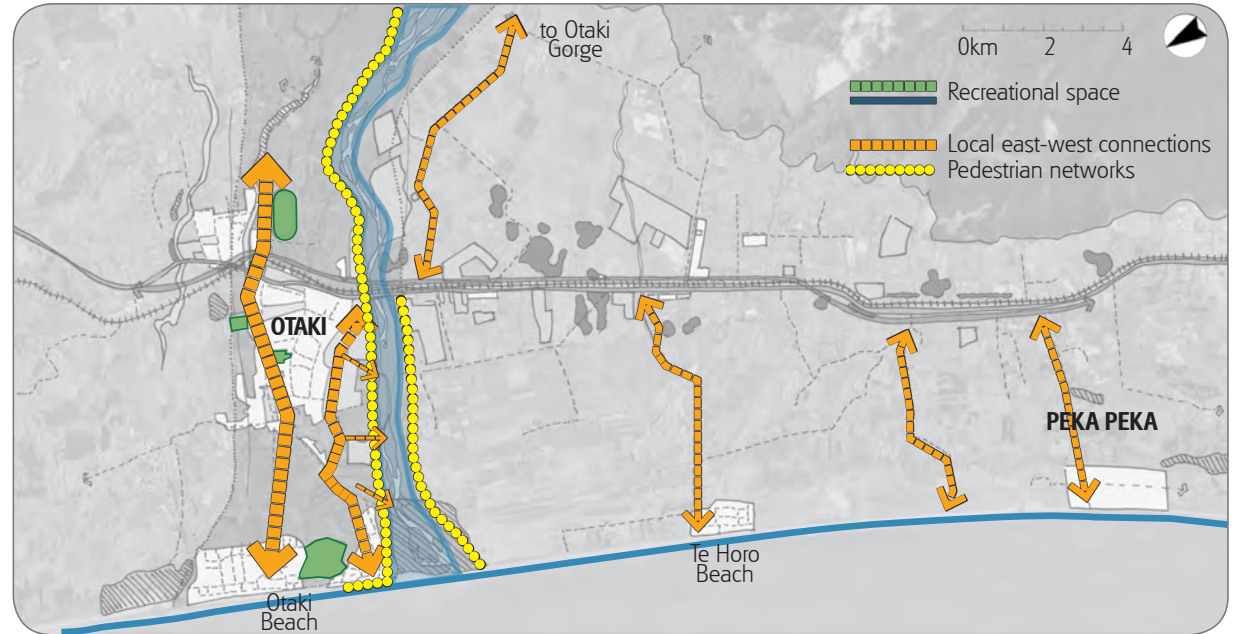 to Otaki
Gorge
0km 2 4
Recreational space
Local east-west connections
Pedestrian networks
OTAKI
PEKA PEKA
Te Horo
Beach
Otaki
Beach